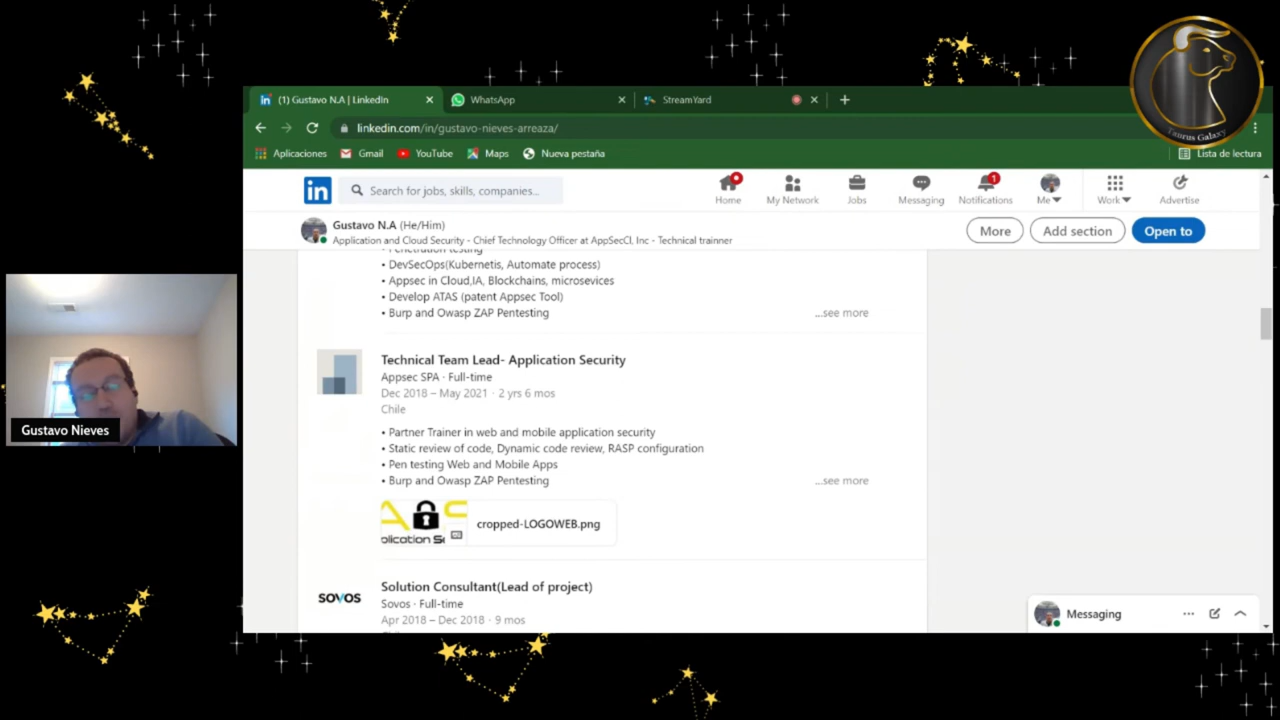 Taurus Galaxy
(1) Gustavo N.A | LinkedIn
WhatsApp
StreamYard
linkedin.com/in/gustavo-nieves-arreaza/
Aplicaciones
Gmail
YouTube
Maps
Nueva pestaña
Lista de lectura
in
Search for jobs, skills, companies...
Home
My Network
Jobs
Messaging
1
Notifications
Me
Work
Advertise
Gustavo N.A (He/Him)
Application and Cloud Security - Chief Technology Officer at AppSecCl, Inc - Technical trainner
More
Add section
Open to
• Penetration testing
• DevSecOps(Kubernetis, Automate process)
• Appsec in Cloud,IA, Blockchains, microsevices
• Develop ATAS (patent Appsec Tool)
• Burp and Owasp ZAP Pentesting
...see more
Technical Team Lead- Application Security
Appsec SPA · Full-time
Dec 2018 – May 2021 · 2 yrs 6 mos
Chile
• Partner Trainer in web and mobile application security
• Static review of code, Dynamic code review, RASP configuration
• Pen testing Web and Mobile Apps
• Burp and Owasp ZAP Pentesting
...see more
cropped-LOGOWEB.png
sovos
Solution Consultant(Lead of project)
Sovos · Full-time
Apr 2018 – Dec 2018 · 9 mos
Messaging
Gustavo Nieves